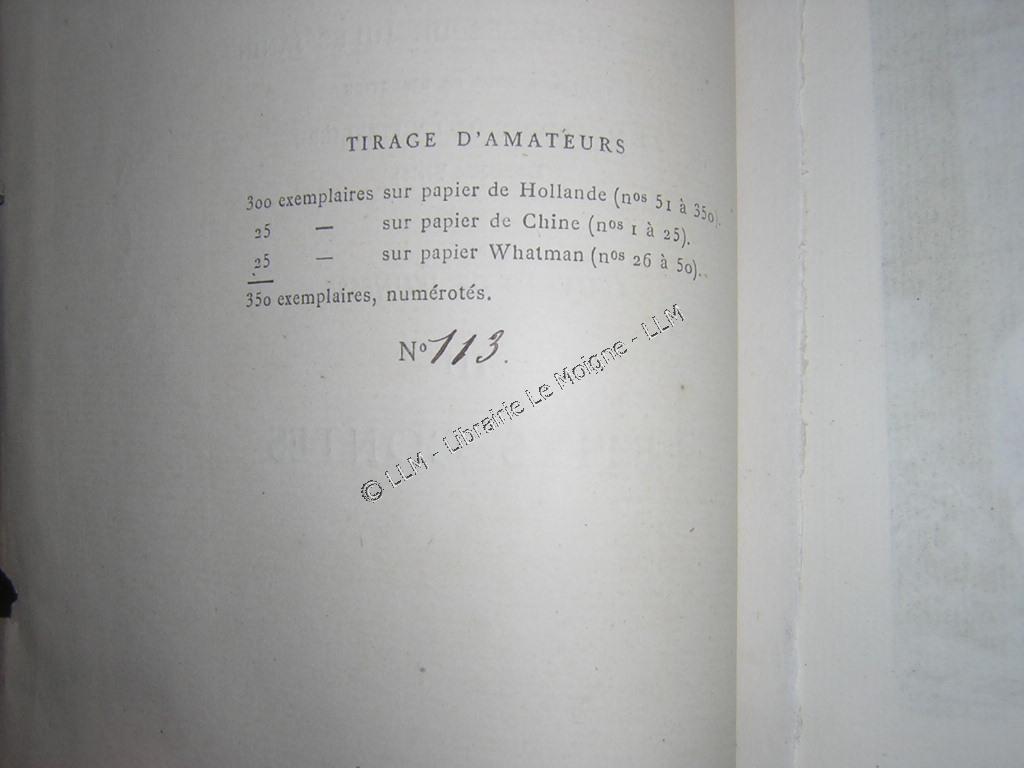 TIRAGE D'AMATEURS
300 exemplaires sur papier de Hollande (nos 51 à 350).
25 — sur papier de Chine (nos 1 à 25).
25 — sur papier Whatman (nos 26 à 50).
350 exemplaires, numérotés.
No 113.
© LLM - Librairie Le Moigne - LLM